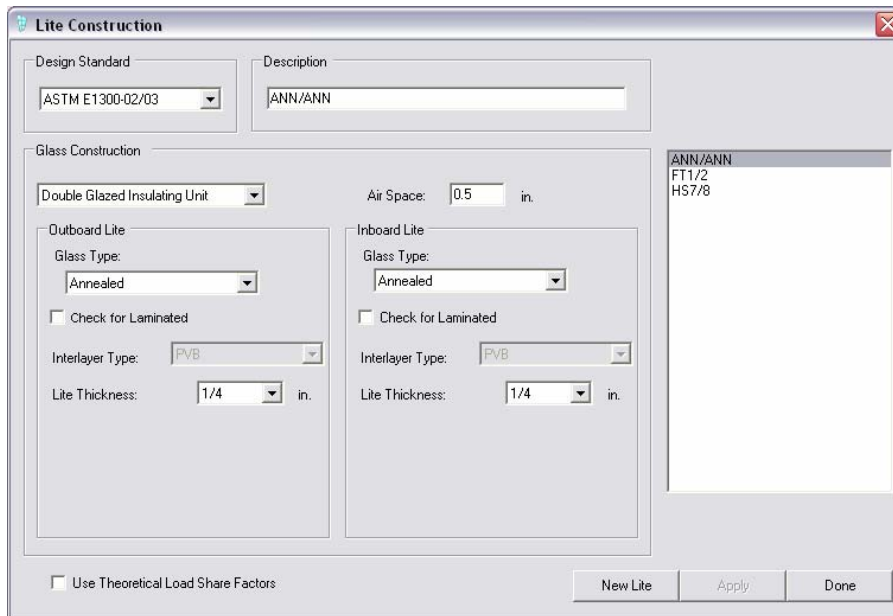 Lite Construction
Design Standard
ASTM E1300-02/03
Description
ANN/ANN
Glass Construction
Double Glazed Insulating Unit
Air Space: 0.5 in.
Outboard Lite
Glass Type:
Annealed
Check for Laminated
Interlayer Type: PVB
Lite Thickness: 1/4 in.
Inboard Lite
Glass Type:
Annealed
Check for Laminated
Interlayer Type: PVB
Lite Thickness: 1/4 in.
ANN/ANN
FT1/2
HS7/8
Use Theoretical Load Share Factors
New Lite
Apply
Done